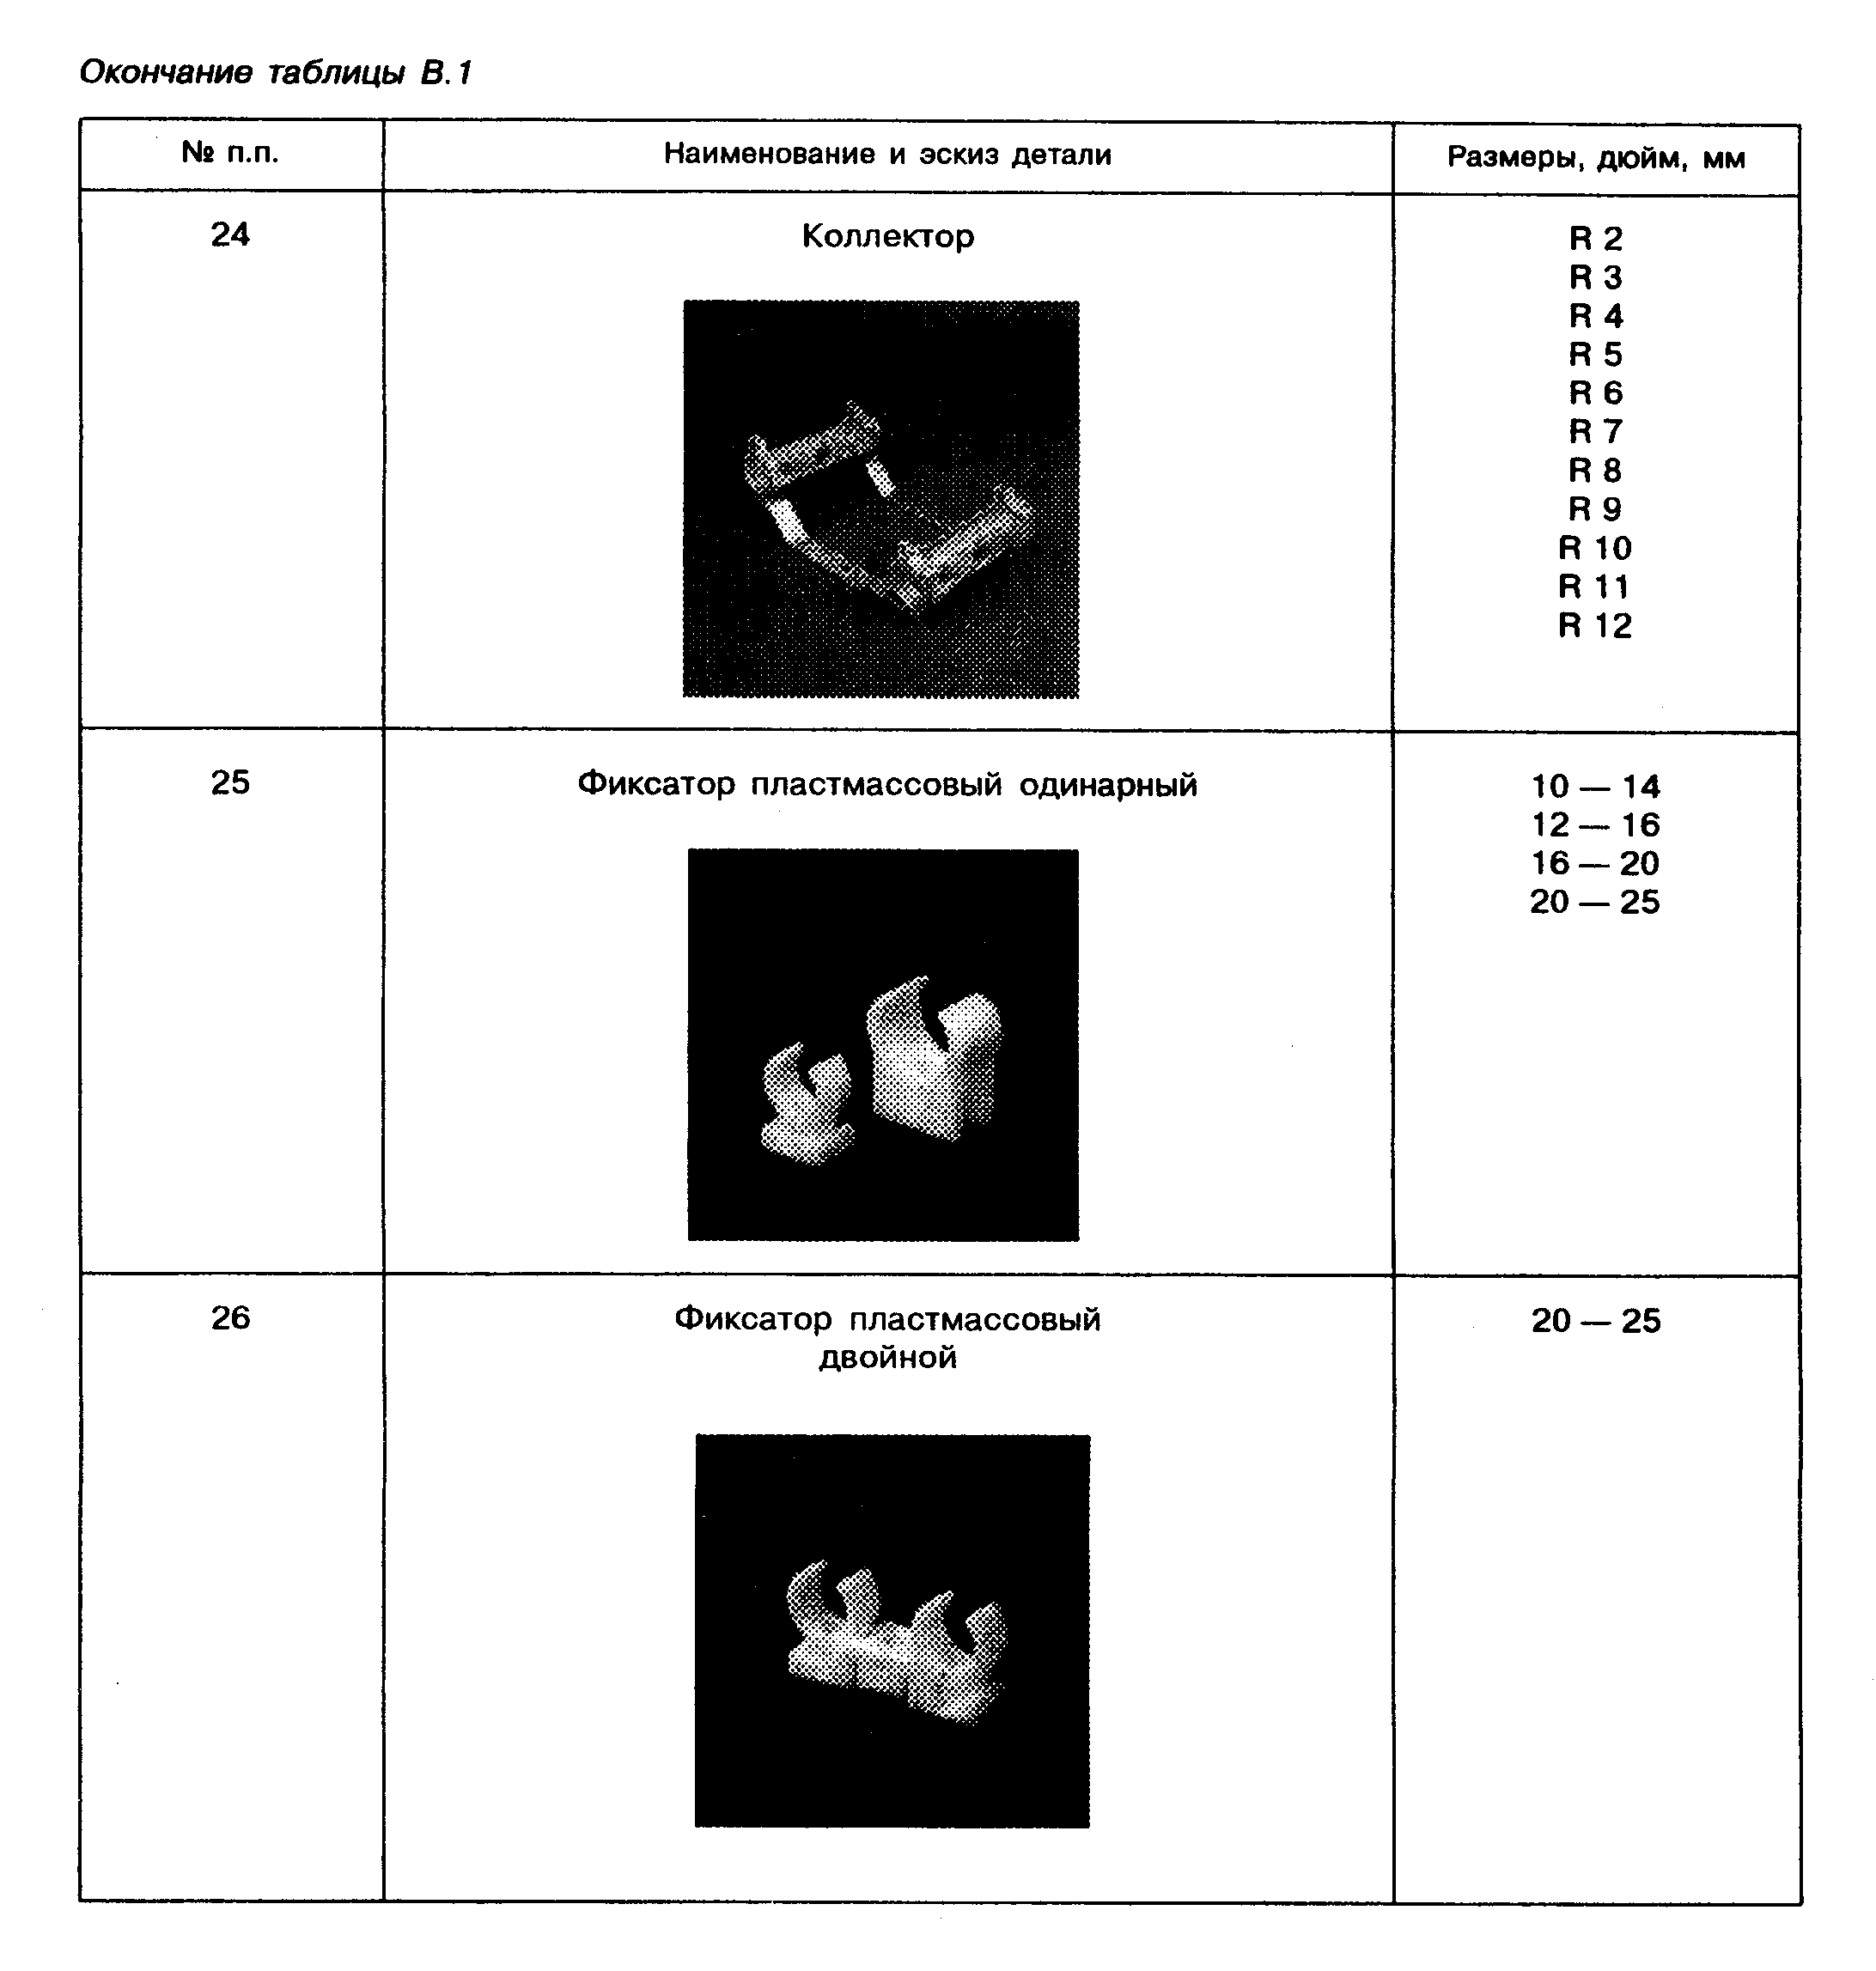 Окончание таблицы В.1
№ п.п.
Наименование и эскиз детали
Размеры, дюйм, мм
24
Коллектор
R 2
R 3
R 4
R 5
R 6
R 7
R 8
R 9
R 10
R 11
R 12
25
Фиксатор пластмассовый одинарный
10 — 14
12 — 16
16 — 20
20 — 25
26
Фиксатор пластмассовый
двойной
20 — 25